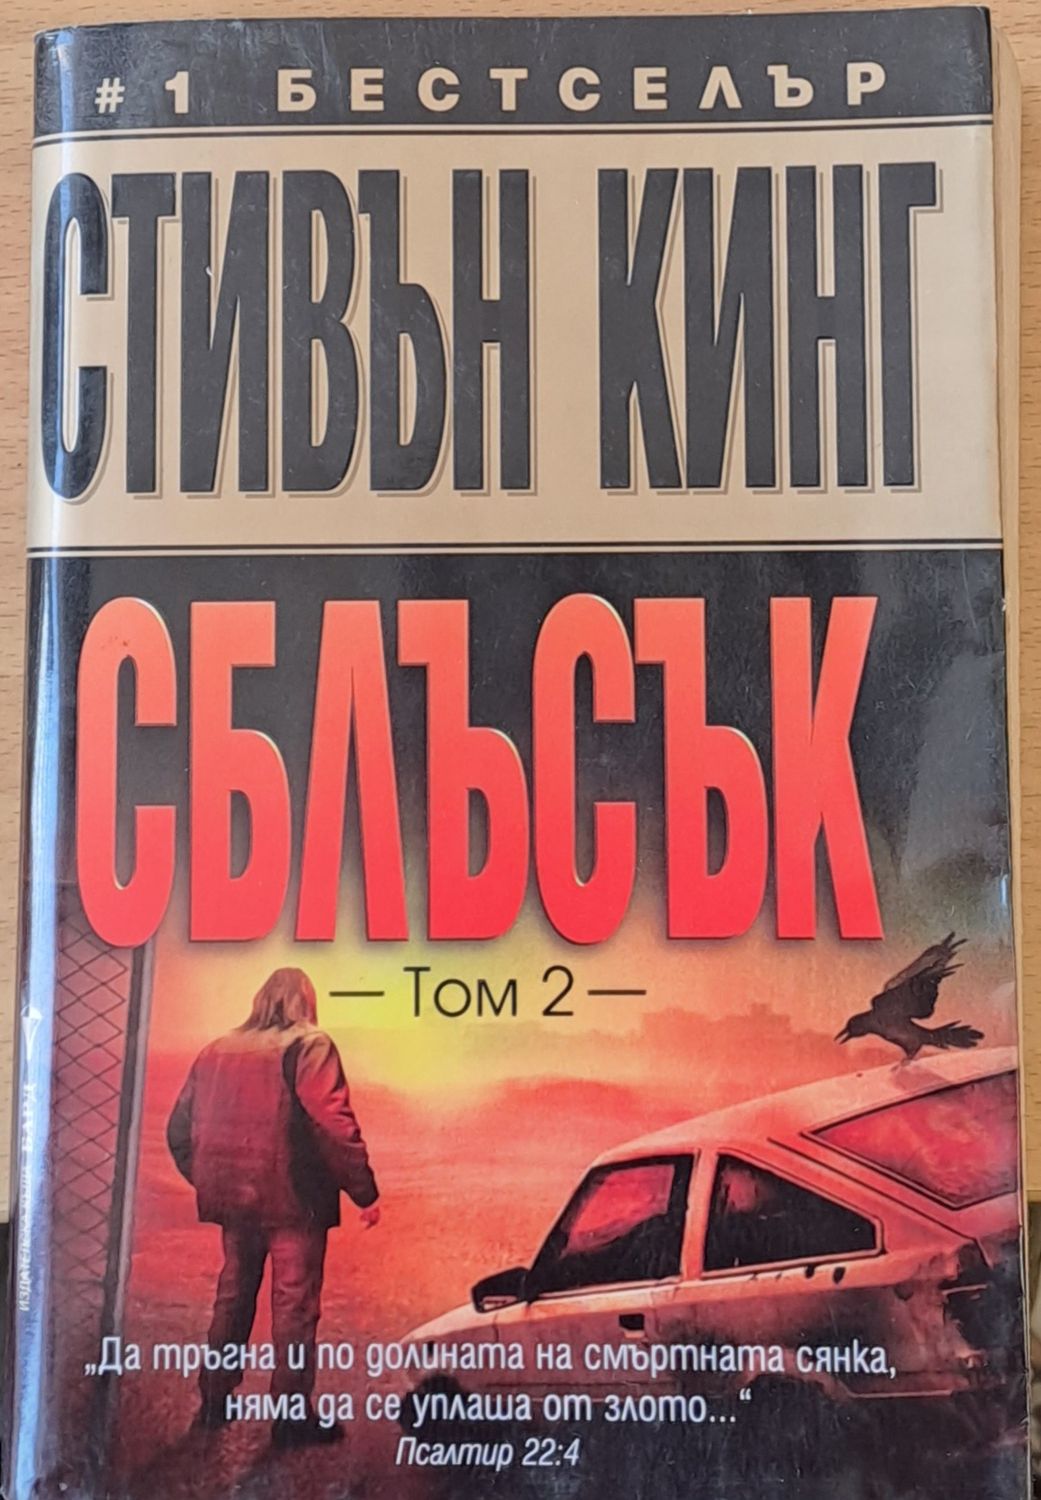 # 1 БЕСТСЕЛЪР
СТИВЪН КИНГ
СБЛЪСЪК
— Том 2 —
„Да тръгна и по долината на смъртната сянка,
няма да се уплаша от злото...“
Псалтир 22:4